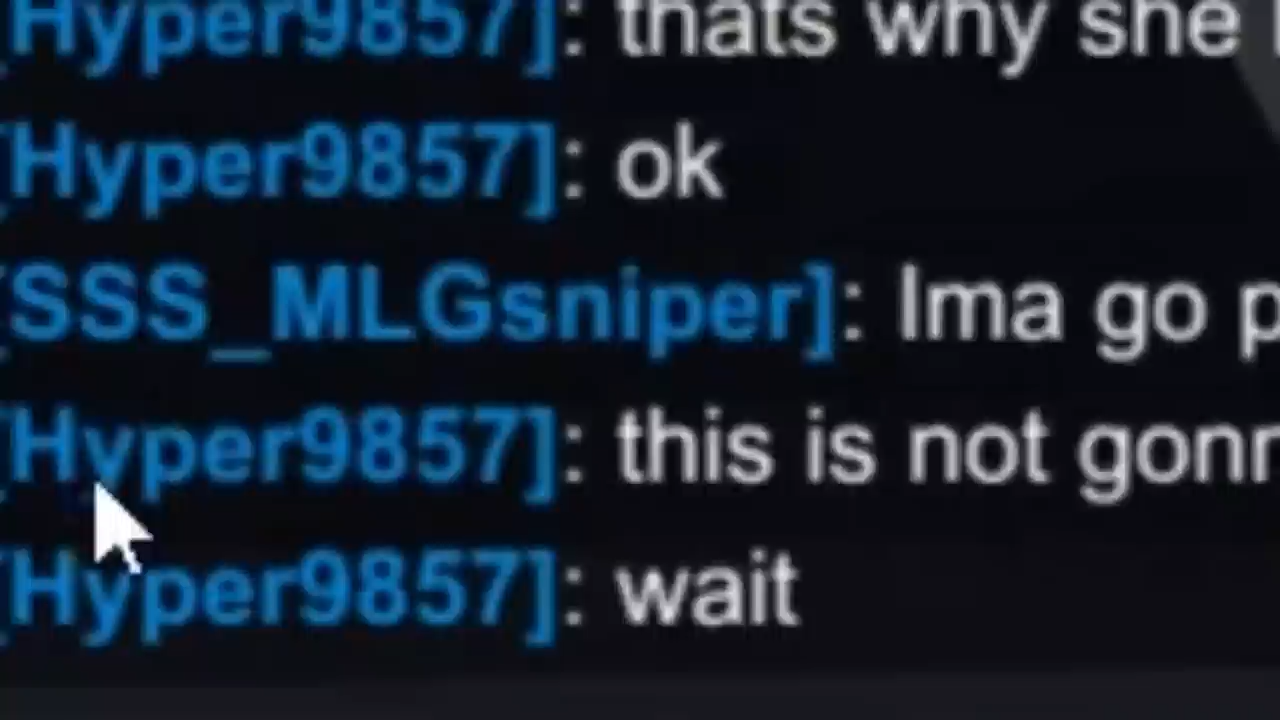 [Hyper9857]: thats why she
[Hyper9857]: ok
[SSS_MLGsniper]: Ima go
[Hyper9857]: this is not
[Hyper9857]: wait